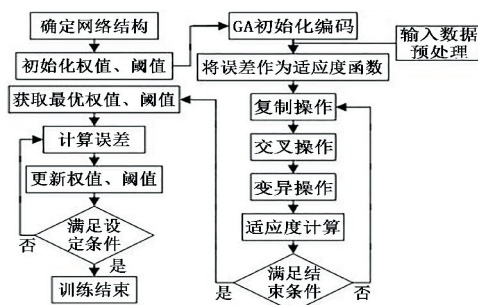 确定网络结构
初始化权值、阈值
获取最优权值、阈值
计算误差
更新权值、阈值
满足设
定条件
否
是
训练结束
GA初始化编码
输入数据
预处理
将误差作为适应度函数
复制操作
交叉操作
变异操作
适应度计算
满足结
束条件
是
否